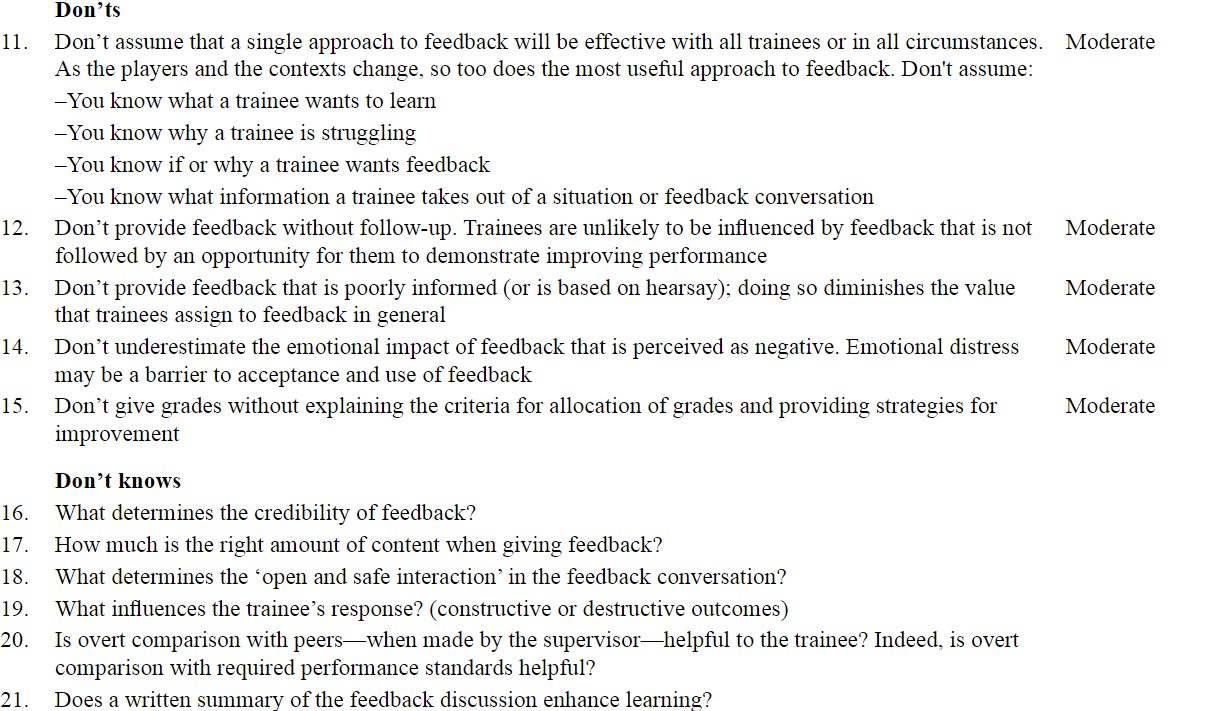 Don’ts
11. Don’t assume that a single approach to feedback will be effective with all trainees or in all circumstances. Moderate
As the players and the contexts change, so too does the most useful approach to feedback. Don't assume:
–You know what a trainee wants to learn
–You know why a trainee is struggling
–You know if or why a trainee wants feedback
–You know what information a trainee takes out of a situation or feedback conversation
12. Don’t provide feedback without follow-up. Trainees are unlikely to be influenced by feedback that is not Moderate
followed by an opportunity for them to demonstrate improving performance
13. Don’t provide feedback that is poorly informed (or is based on hearsay); doing so diminishes the value Moderate
that trainees assign to feedback in general
14. Don’t underestimate the emotional impact of feedback that is perceived as negative. Emotional distress Moderate
may be a barrier to acceptance and use of feedback
15. Don’t give grades without explaining the criteria for allocation of grades and providing strategies for Moderate
improvement
Don’t knows
16. What determines the credibility of feedback?
17. How much is the right amount of content when giving feedback?
18. What determines the ‘open and safe interaction’ in the feedback conversation?
19. What influences the trainee’s response? (constructive or destructive outcomes)
20. Is overt comparison with peers—when made by the supervisor—helpful to the trainee? Indeed, is overt
comparison with required performance standards helpful?
21. Does a written summary of the feedback discussion enhance learning?